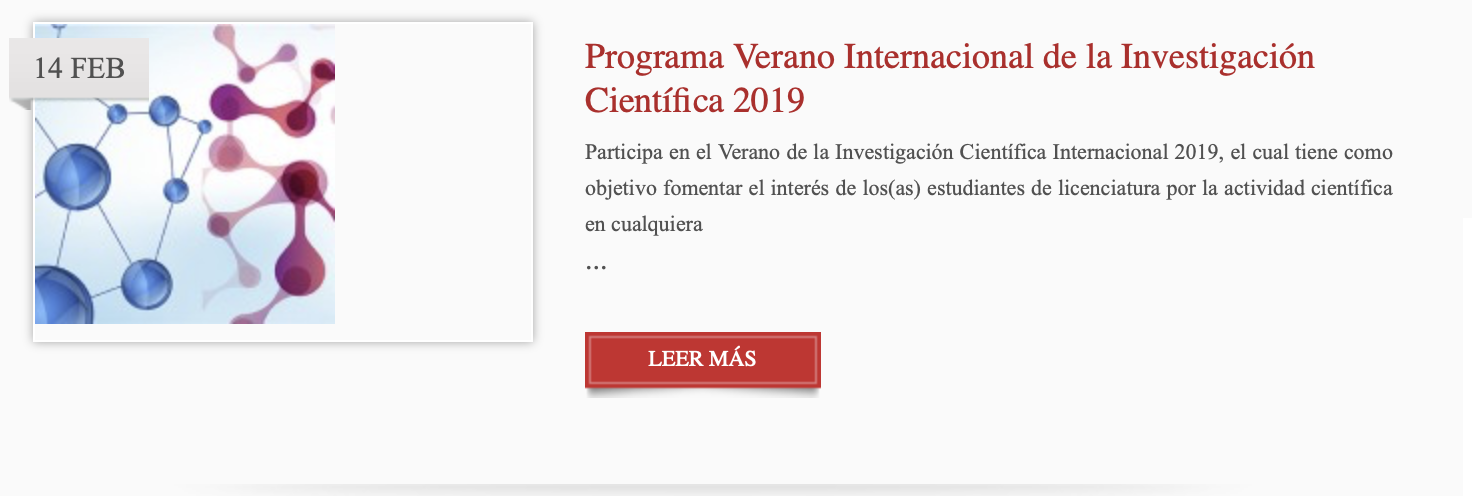 14 FEB
Programa Verano Internacional de la Investigación
Científica 2019
Participa en el Verano de la Investigación Científica Internacional 2019, el cual tiene como
objetivo fomentar el interés de los(as) estudiantes de licenciatura por la actividad científica
en cualquiera
...
LEER MÁS